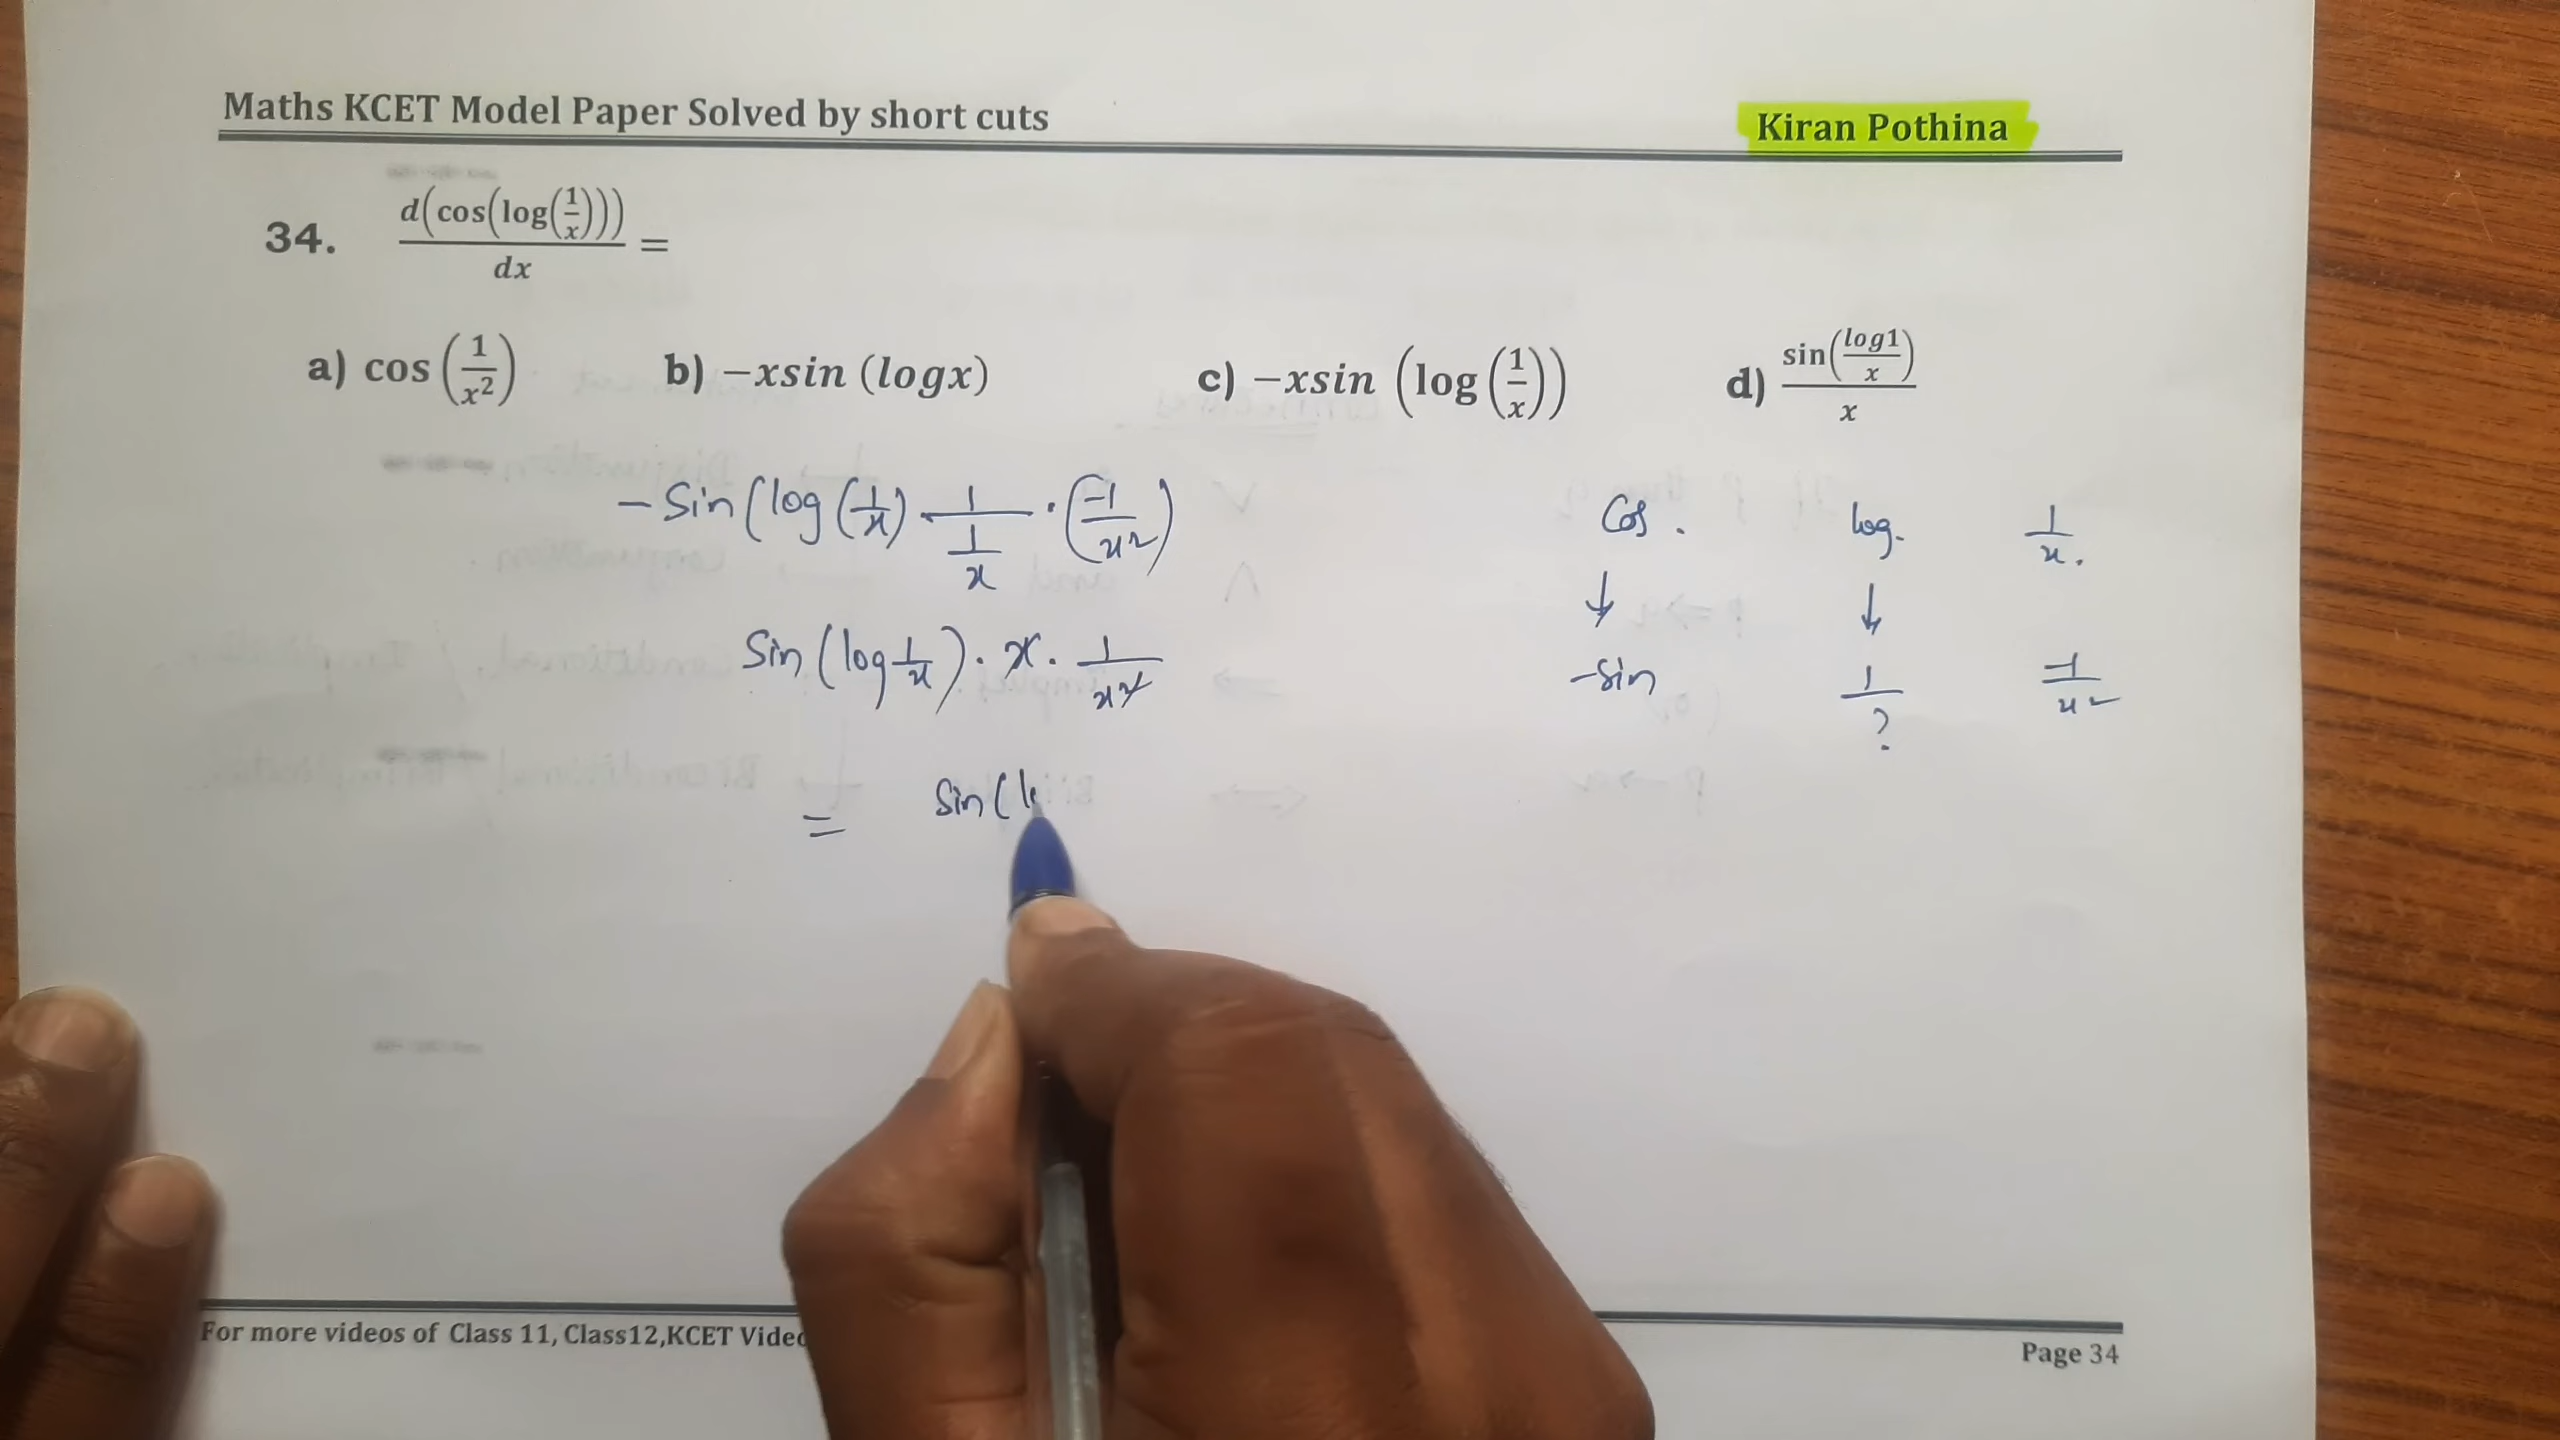 Maths KCET Model Paper Solved by short cuts
Kiran Pothina
34. d(cos(log(1/x)))/dx =
a) cos(1/x²) b) −xsin (logx) c) −xsin (log(1/x)) d) sin(log1/x)/x
−Sin(log(1/x) . 1/(1/x) . (−1/x²)
Cos . log. 1/x.
↓ ↓
Sin(log 1/x) . x . 1/x²
−Sin 1/? −1/x²
= Sin(
For more videos of Class 11, Class12,KCET
Page 34